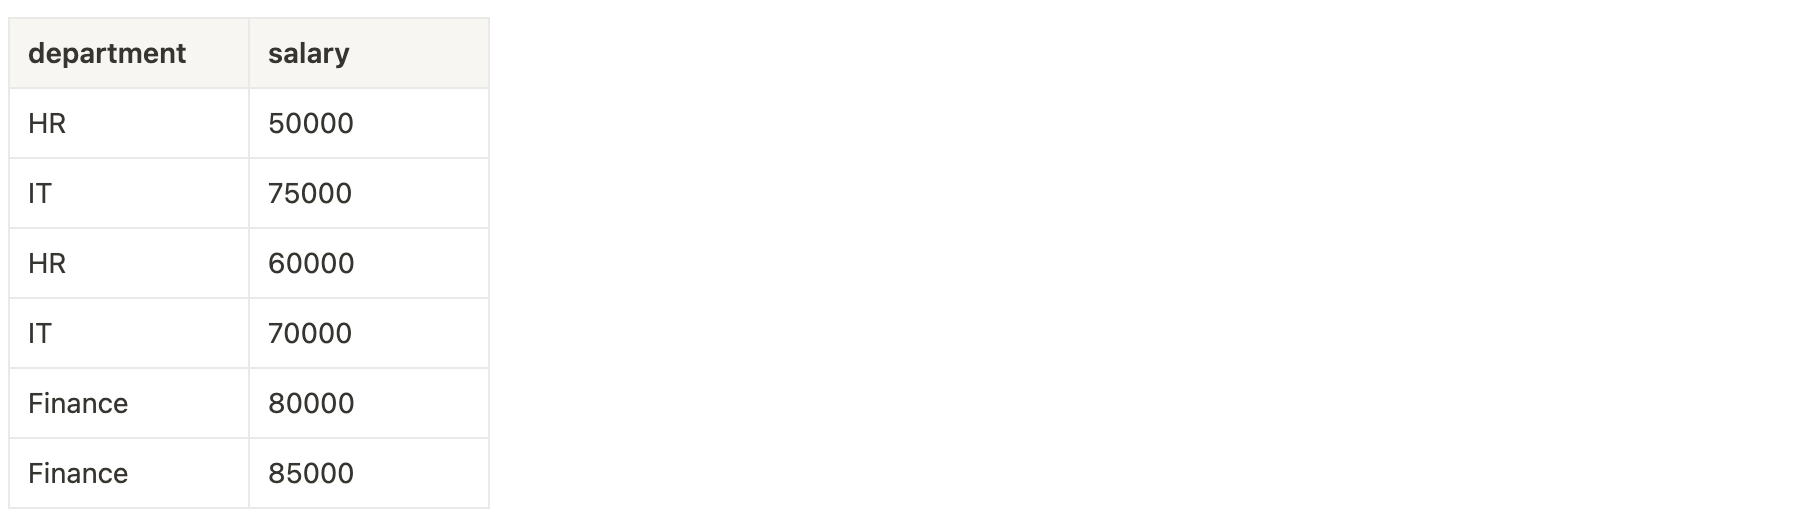 department salary
HR 50000
IT 75000
HR 60000
IT 70000
Finance 80000
Finance 85000